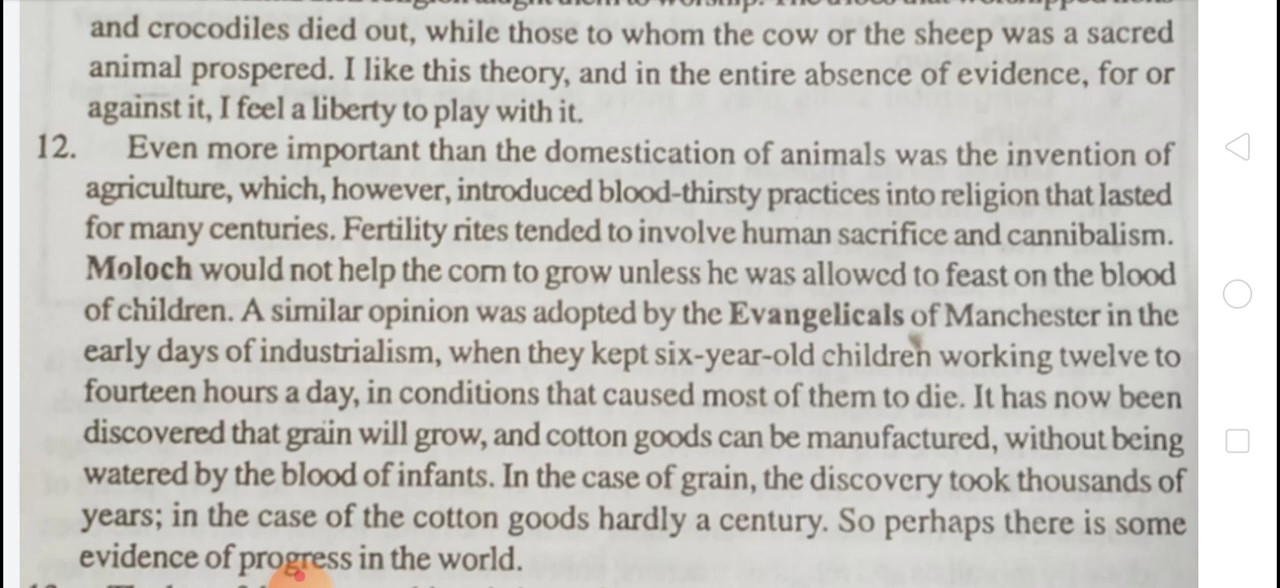 and crocodiles died out, while those to whom the cow or the sheep was a sacred
animal prospered. I like this theory, and in the entire absence of evidence, for or
against it, I feel a liberty to play with it.
12. Even more important than the domestication of animals was the invention of
agriculture, which, however, introduced blood-thirsty practices into religion that lasted
for many centuries. Fertility rites tended to involve human sacrifice and cannibalism.
Moloch would not help the corn to grow unless he was allowed to feast on the blood
of children. A similar opinion was adopted by the Evangelicals of Manchester in the
early days of industrialism, when they kept six-year-old children working twelve to
fourteen hours a day, in conditions that caused most of them to die. It has now been
discovered that grain will grow, and cotton goods can be manufactured, without being
watered by the blood of infants. In the case of grain, the discovery took thousands of
years; in the case of the cotton goods hardly a century. So perhaps there is some
evidence of progress in the world.